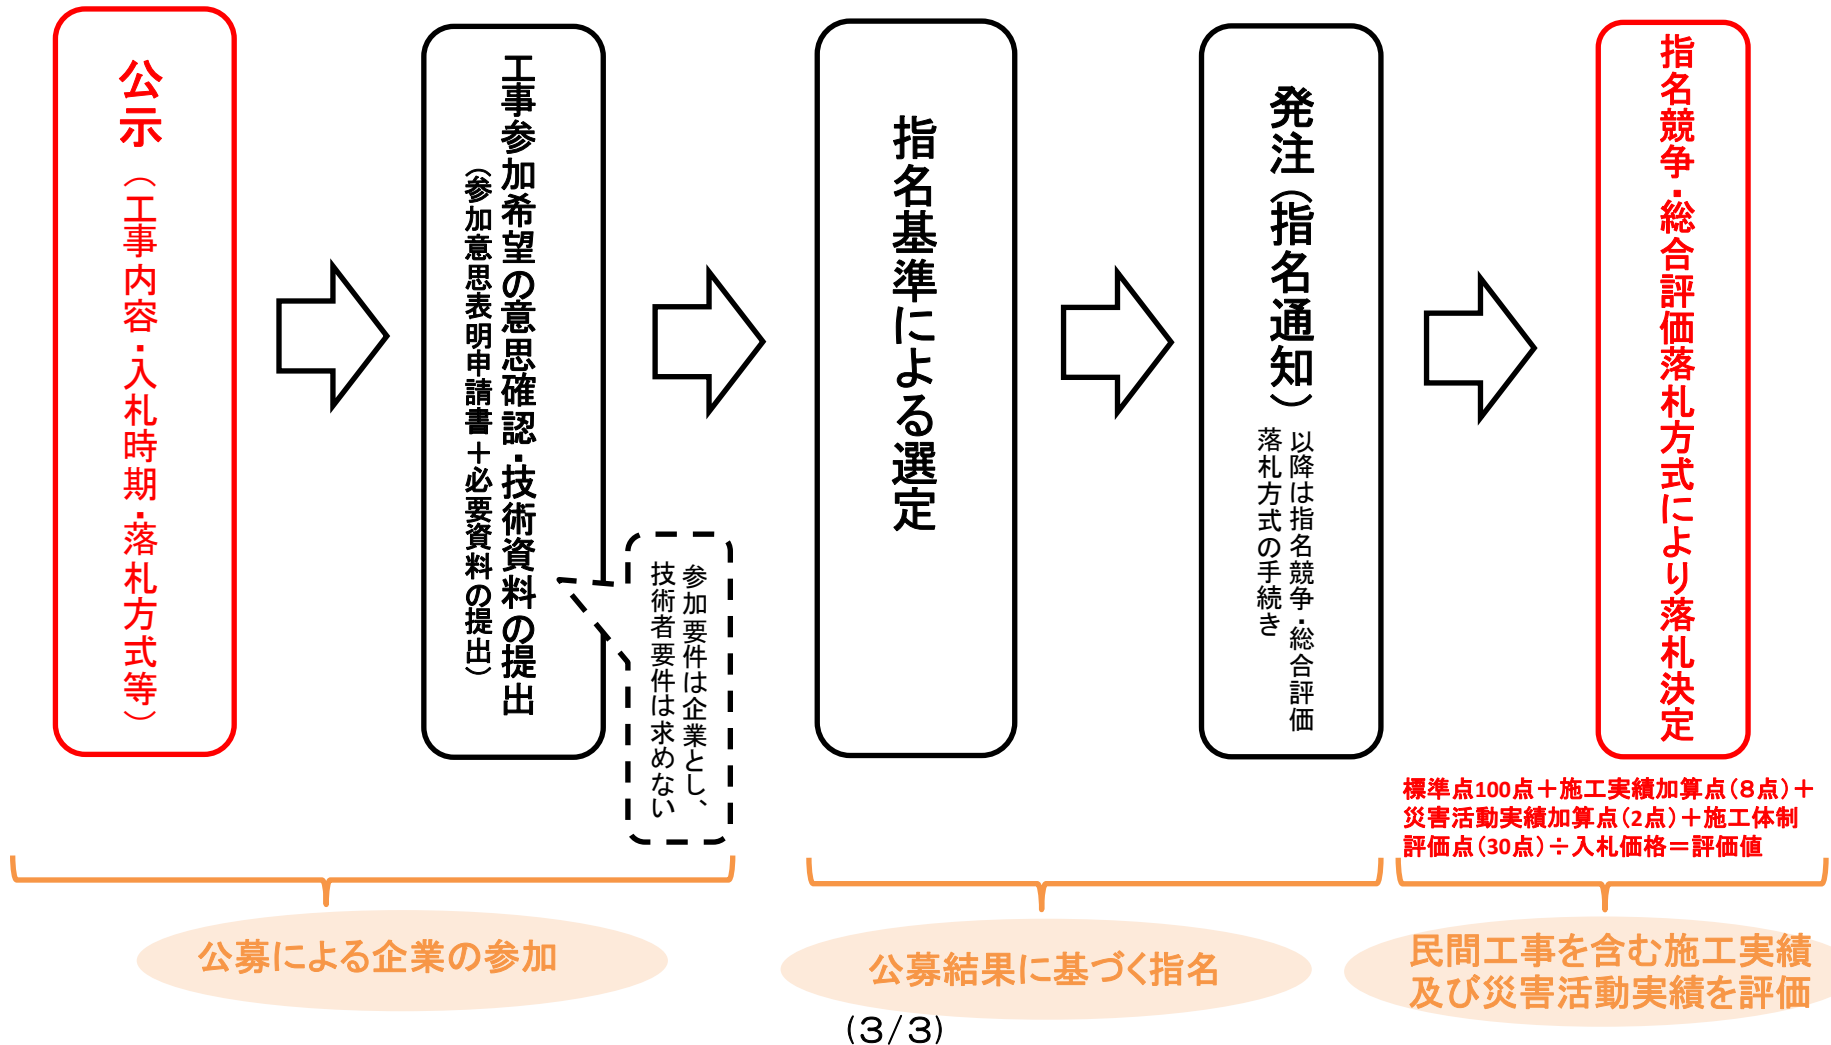 公示（工事内容・入札時期・落札方式等）
工事参加希望の意思確認・技術資料の提出
（参加意思表明申請書＋必要資料の提出）
参加要件は企業とし、
技術者要件は求めない
指名基準による選定
発注（指名通知）
以降は指名競争・総合評価
落札方式の手続き
指名競争・総合評価落札方式により落札決定
標準点100点＋施工実績加算点（８点）＋
災害活動実績加算点（2点）＋施工体制
評価点（30点）÷入札価格＝評価値
公募による企業の参加
公募結果に基づく指名
民間工事を含む施工実績
及び災害活動実績を評価
（３/３）